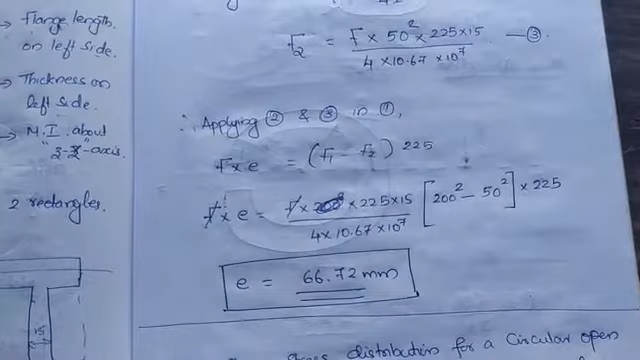 → Flange length
on left side.
→ Thickness on
left side.
→ M.I. about
"z-z"-axis.
2 rectangles.
15
F₂ = F × 50² × 225 × 15 / 4 × 10.67 × 10⁷ — ③
∴ Applying ② & ③ in ①,
F × e = (F₁ - F₂) 225
F × e = F × × 225 × 15 / 4 × 10.67 × 10⁷ [200² - 50²] × 225
e = 66.72 mm
distribution for a Circular open